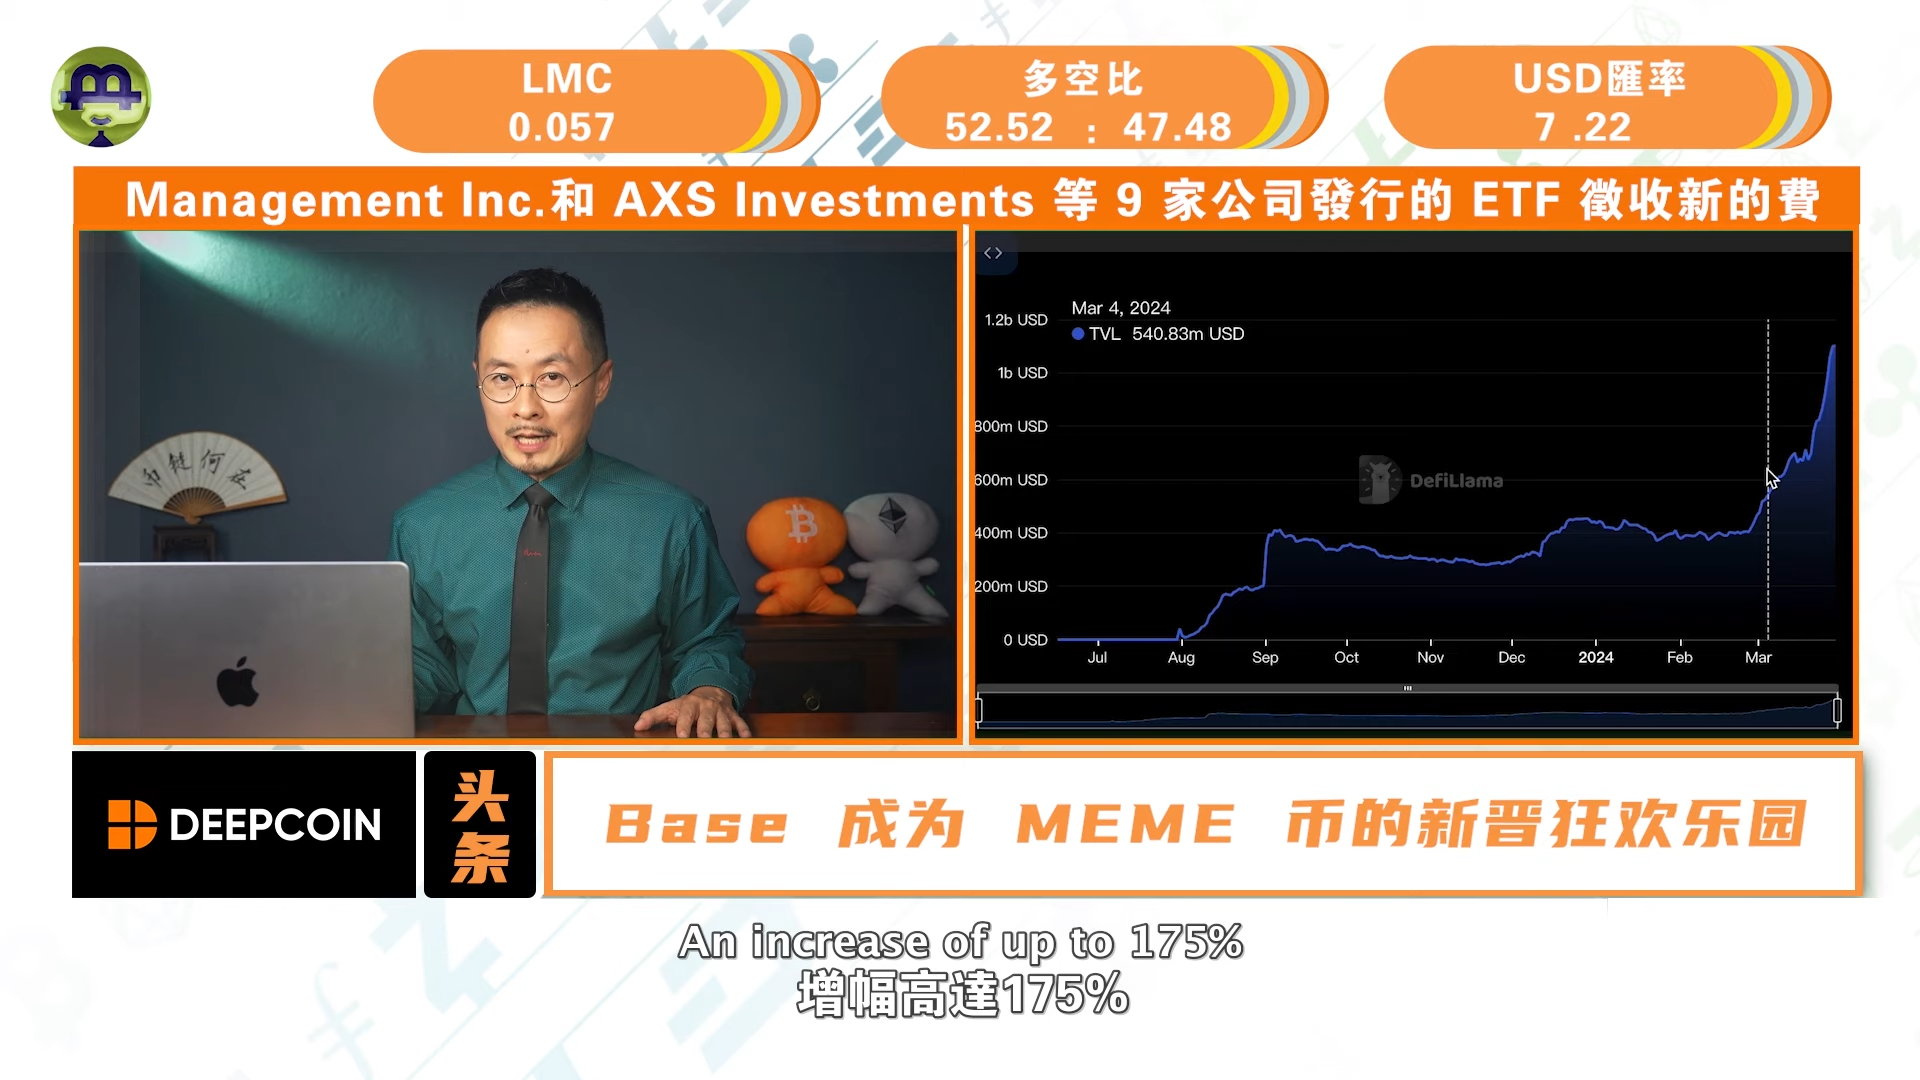 LMC
0.057
多空比
52.52 : 47.48
USD匯率
7 .22
Management Inc.和 AXS Investments 等 9 家公司發行的 ETF 徵收新的費
币链何在
Mar 4, 2024
TVL 540.83m USD
1.2b USD
1b USD
800m USD
600m USD
400m USD
200m USD
0 USD
DefiLlama
Jul Aug Sep Oct Nov Dec 2024 Feb Mar
DEEPCOIN
头条
Base 成为 MEME 币的新晋狂欢乐园
An increase of up to 175%
增幅高達175%